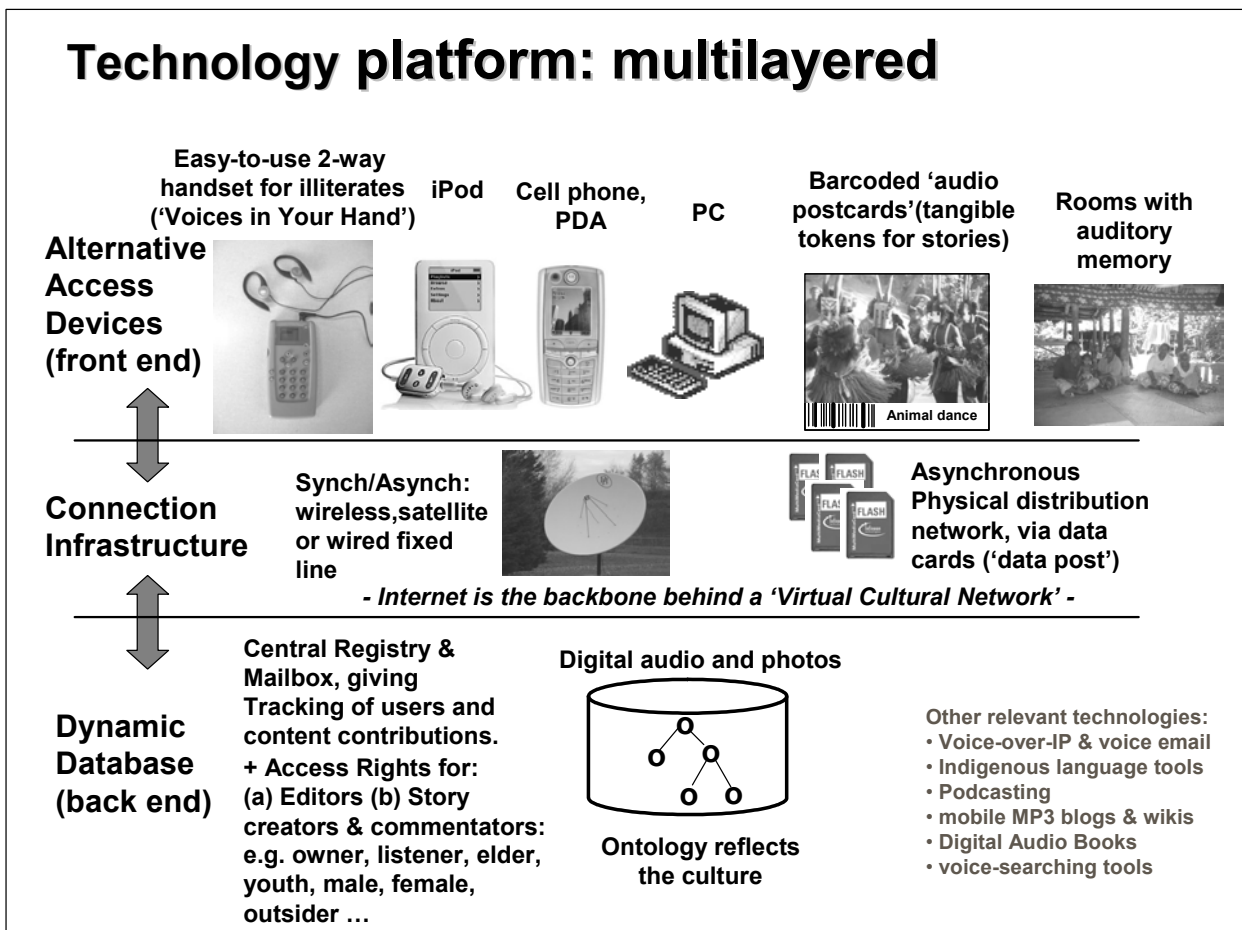 Technology platform: multilayered
Easy-to-use 2-way
handset for illiterates
(‘Voices in Your Hand’)
iPod
Cell phone,
PDA
PC
Barcoded ‘audio
postcards’(tangible
tokens for stories)
Rooms with
auditory
memory
Alternative
Access
Devices
(front end)
iPod
Animal dance
Connection
Infrastructure
Synch/Asynch:
wireless,satellite
or wired fixed
line
FLASH
FLASH
FLASH
FLASH
Asynchronous
Physical distribution
network, via data
cards (‘data post’)
- Internet is the backbone behind a ‘Virtual Cultural Network’ -
Dynamic
Database
(back end)
Central Registry &
Mailbox, giving
Tracking of users and
content contributions.
+ Access Rights for:
(a) Editors (b) Story
creators & commentators:
e.g. owner, listener, elder,
youth, male, female,
outsider …
Digital audio and photos
O
O O
O O
Ontology reflects
the culture
Other relevant technologies:
• Voice-over-IP & voice email
• Indigenous language tools
• Podcasting
• mobile MP3 blogs & wikis
• Digital Audio Books
• voice-searching tools